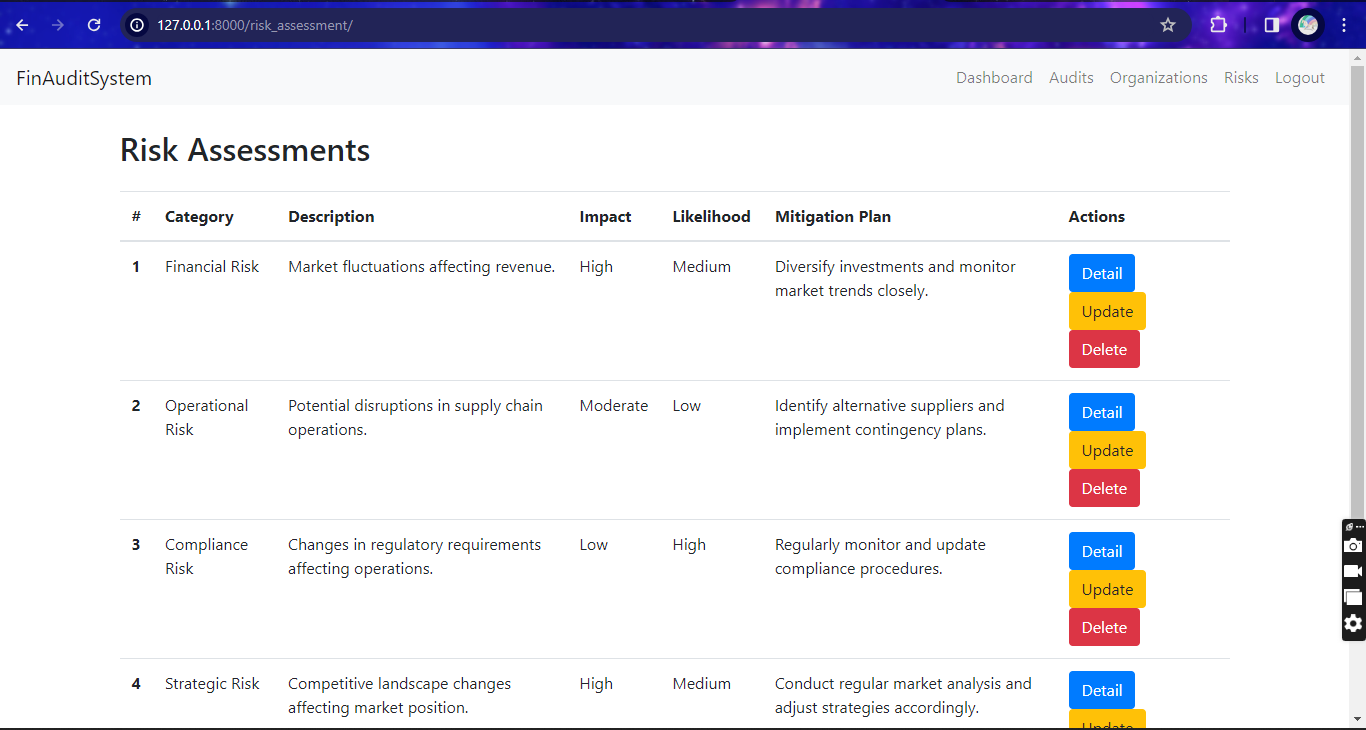 127.0.0.1:8000/risk_assessment/
FinAuditSystem
Dashboard Audits Organizations Risks Logout
Risk Assessments
# Category Description Impact Likelihood Mitigation Plan Actions
1 Financial Risk Market fluctuations affecting revenue. High Medium Diversify investments and monitor
market trends closely.
Detail
Update
Delete
2 Operational
Risk
Potential disruptions in supply chain
operations.
Moderate Low
Identify alternative suppliers and
implement contingency plans.
Detail
Update
Delete
3 Compliance
Risk
Changes in regulatory requirements
affecting operations.
Low High
Regularly monitor and update
compliance procedures.
Detail
Update
Delete
4 Strategic Risk
Competitive landscape changes
affecting market position.
High Medium
Conduct regular market analysis and
adjust strategies accordingly.
Detail
Update